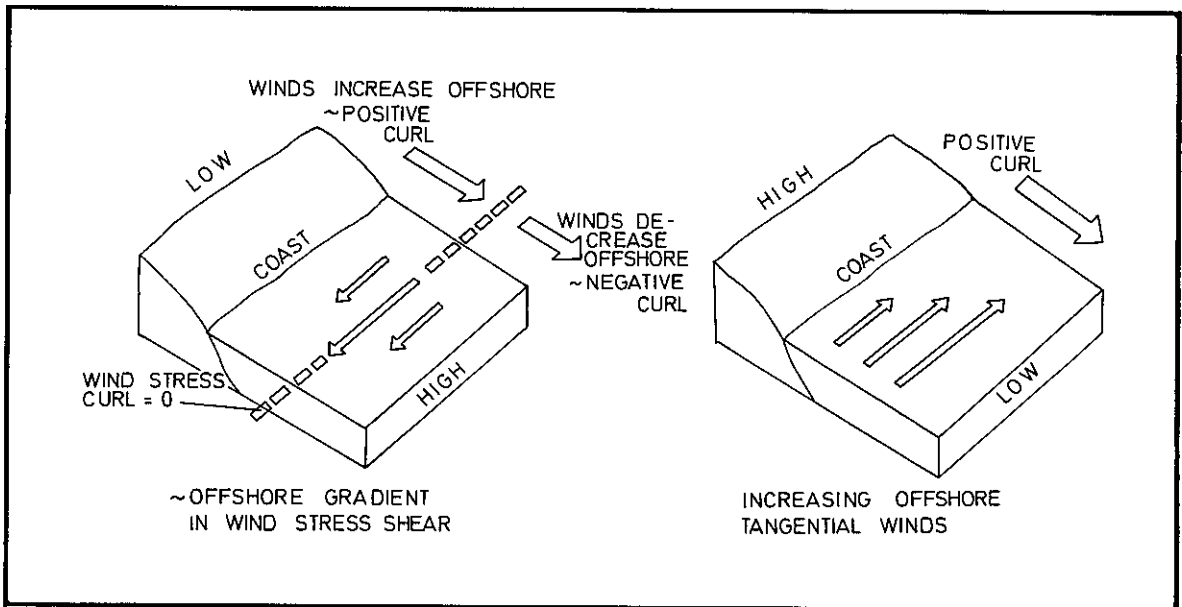 WINDS INCREASE OFFSHORE
~POSITIVE
CURL
LOW
COAST
WINDS DE-
CREASE
OFFSHORE
~NEGATIVE
CURL
HIGH
WIND STRESS
CURL = 0
~OFFSHORE GRADIENT
IN WIND STRESS SHEAR
POSITIVE
CURL
HIGH
COAST
LOW
INCREASING OFFSHORE
TANGENTIAL WINDS